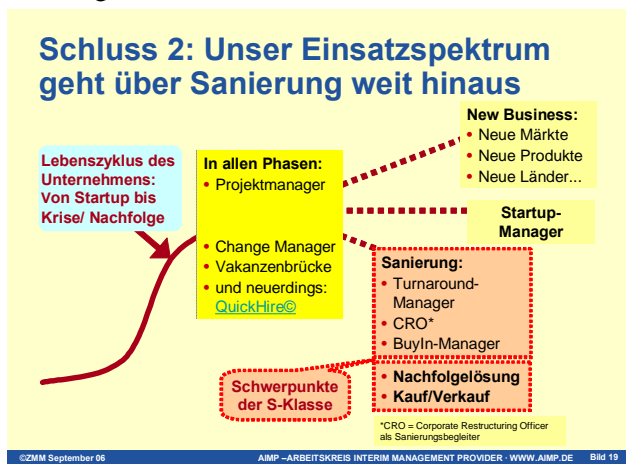 Schluss 2: Unser Einsatzspektrum
geht über Sanierung weit hinaus
Lebenszyklus des
Unternehmens:
Von Startup bis
Krise/ Nachfolge
In allen Phasen:
• Projektmanager
• Change Manager
• Vakanzenbrücke
• und neuerdings:
QuickHire©
New Business:
• Neue Märkte
• Neue Produkte
• Neue Länder...
Startup-
Manager
Sanierung:
• Turnaround-
Manager
• CRO*
• BuyIn-Manager
• Nachfolgelösung
• Kauf/Verkauf
Schwerpunkte
der S-Klasse
*CRO = Corporate Restructuring Officer
als Sanierungsbegleiter
©ZMM September 06 AIMP –ARBEITSKREIS INTERIM MANAGEMENT PROVIDER · WWW.AIMP.DE Bild 19